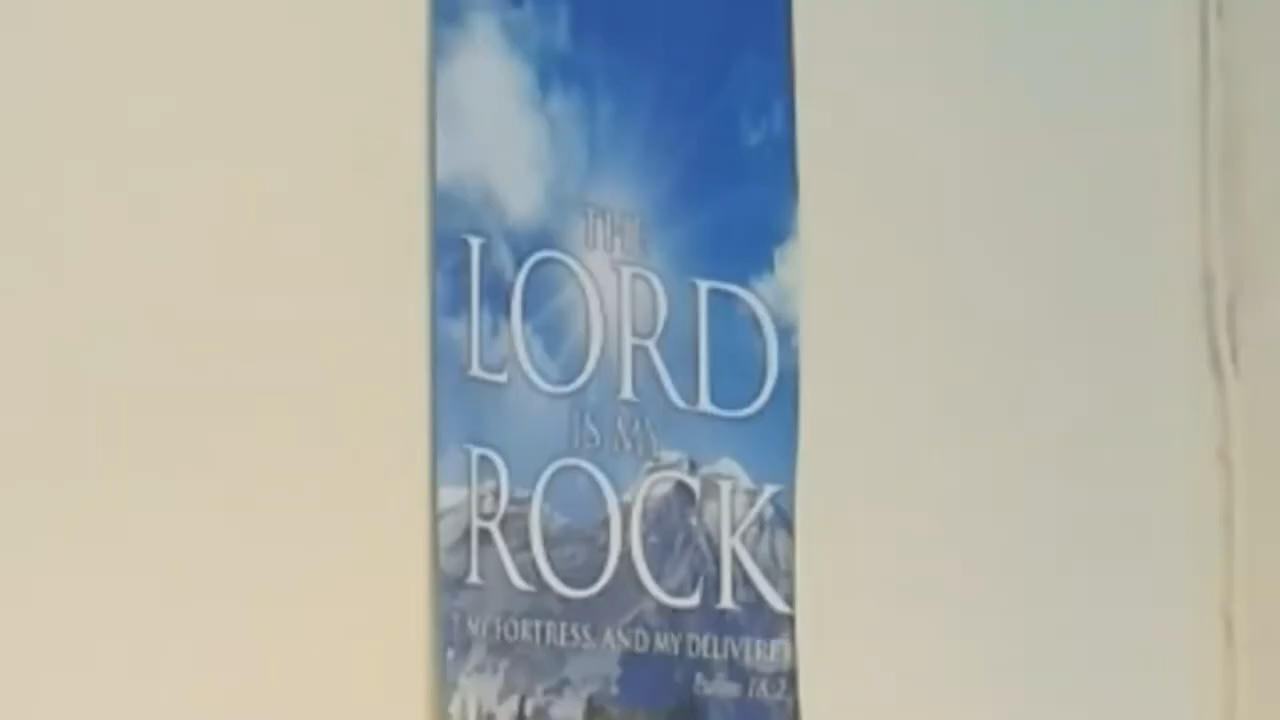 THE
LORD
IS MY
ROCK
MY FORTRESS, AND MY DELIVERER
Psalm 18:2